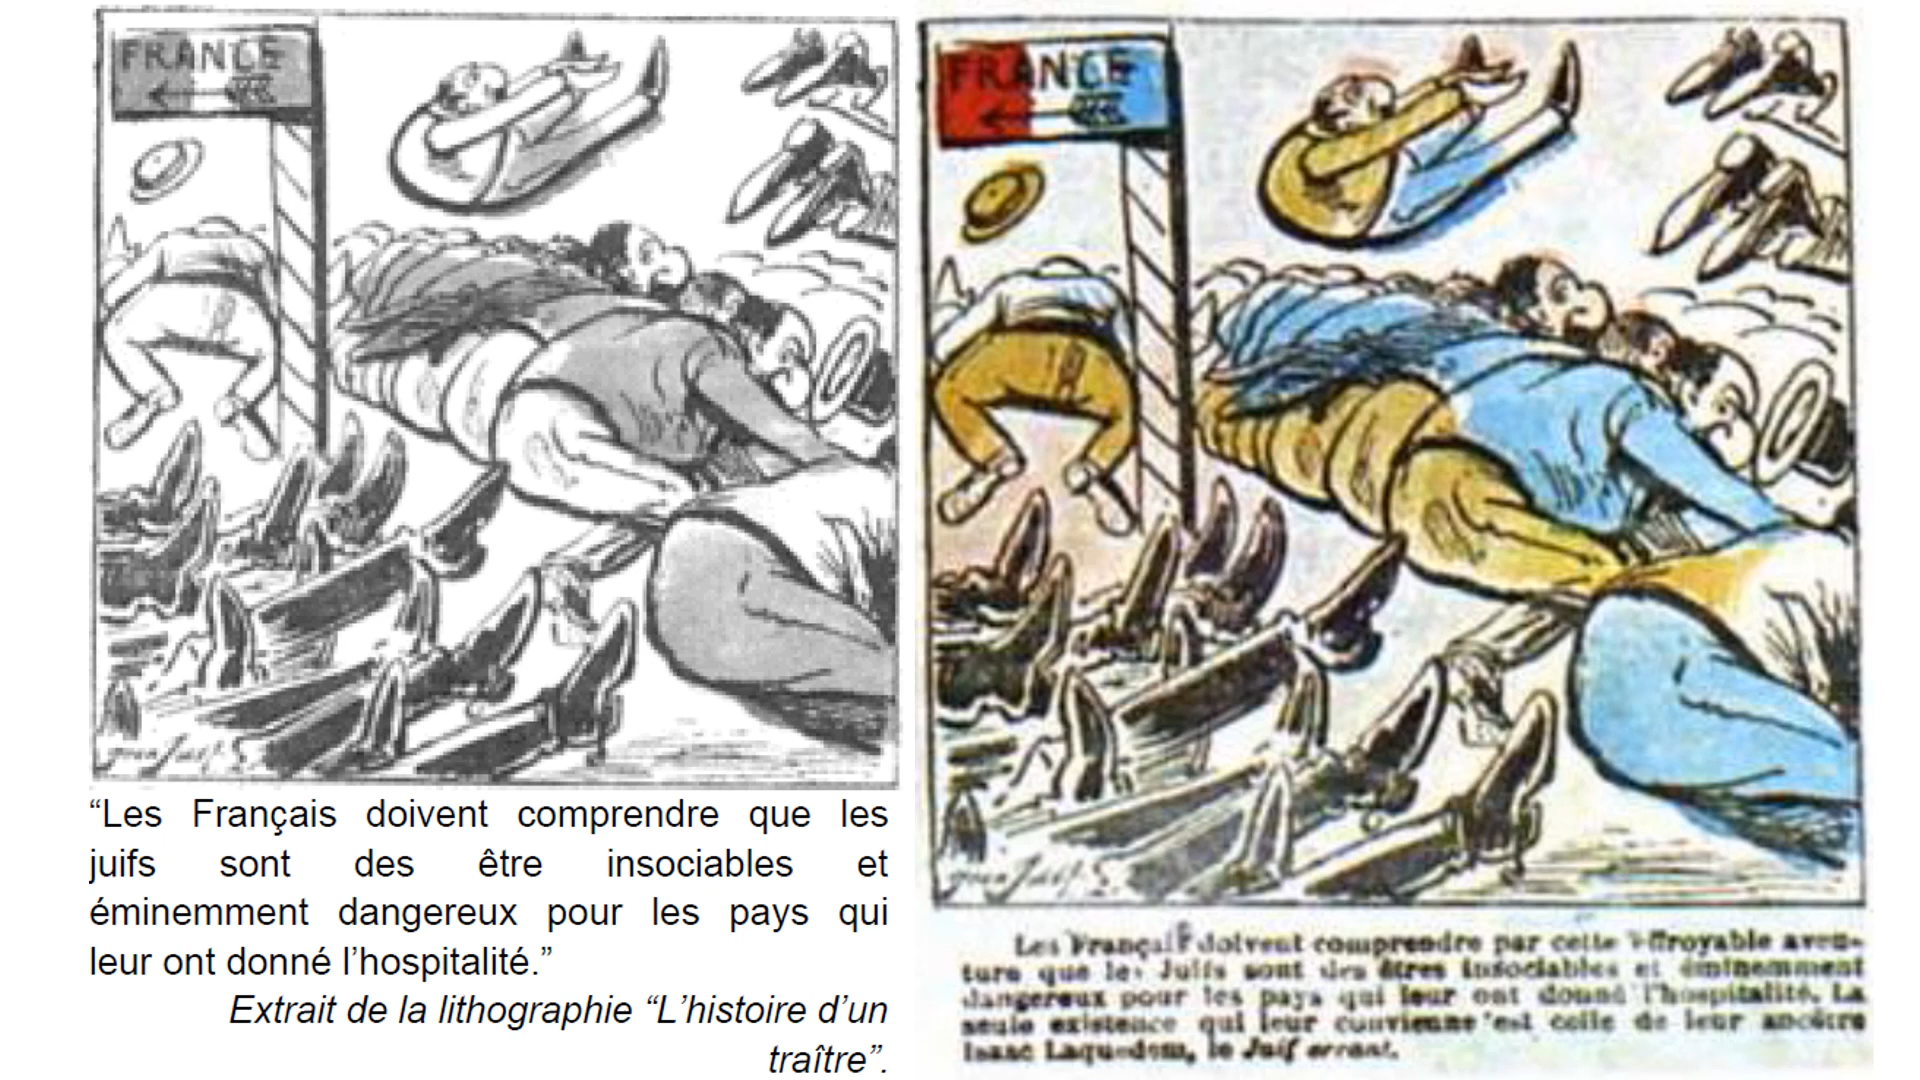 FRANCE
“Les Français doivent comprendre que les
juifs sont des être insociables et
éminemment dangereux pour les pays qui
leur ont donné l’hospitalité.”
Extrait de la lithographie “L’histoire d’un
traître”.
FRANCE
Les Français doivent comprendre par cette effroyable aven-
ture que les Juifs sont des êtres insociables et éminemment
dangereux pour les pays qui leur ont donné l'hospitalité. La
seule existence qui leur convienne est celle de leur ancêtre
Isaac Laquedem, le Juif errant.